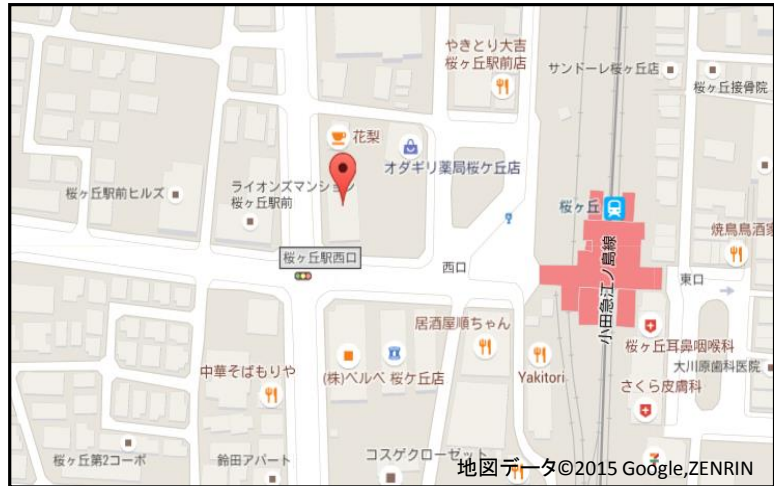 やきとり大吉
桜ヶ丘駅前店
サンドーレ桜ヶ丘店
桜ヶ丘接骨院
花梨
オダギリ薬局桜ケ丘店
桜ヶ丘駅前ヒルズ
ライオンズマンション
桜ヶ丘駅前
桜ヶ丘
焼鳥鳥酒家
桜ヶ丘駅西口
西口
小田急江ノ島線
東口
居酒屋順ちゃん
桜ヶ丘耳鼻咽喉科
中華そばもりや
(株)ベルベ 桜ケ丘店
Yakitori
大川原歯科医院
さくら皮膚科
桜ヶ丘第2コーポ
鈴田アパート
コスゲクローゼット
地図データ©2015 Google,ZENRIN